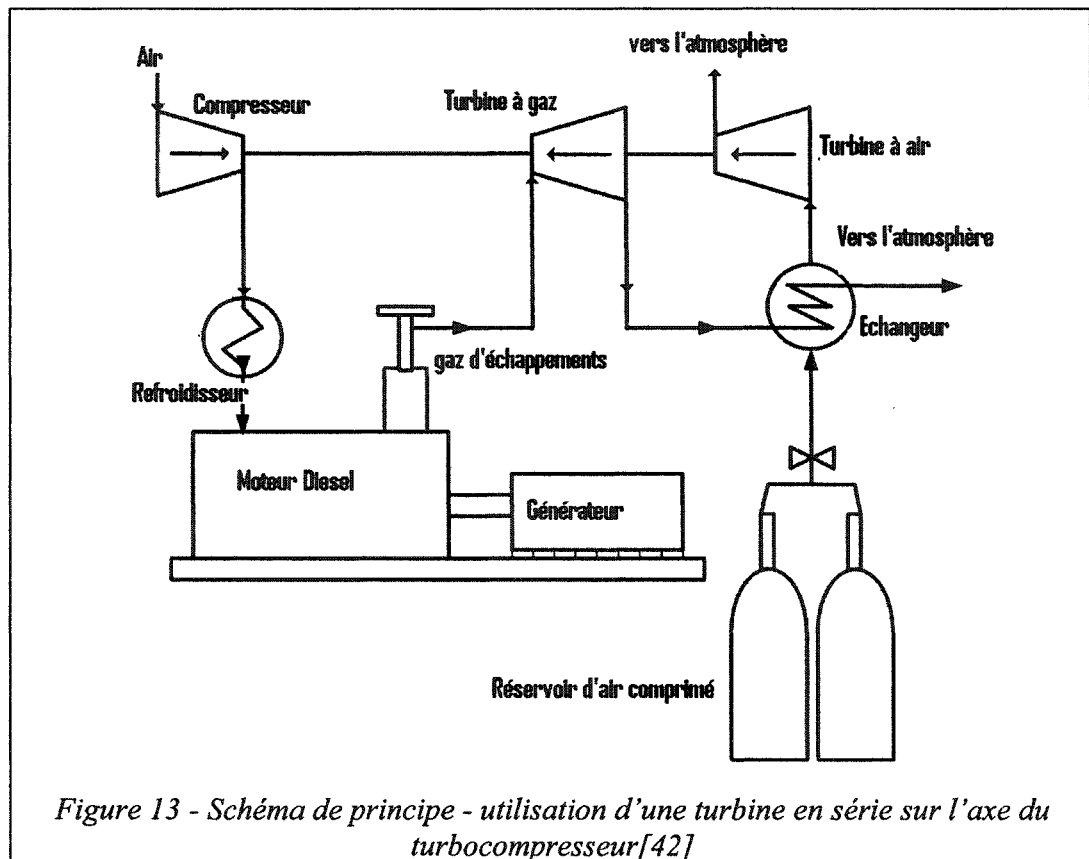 vers l'atmosphère
Air
Compresseur
Turbine à gaz
Turbine à air
Vers l'atmosphère
Echangeur
gaz d'échappements
Refroidisseur
Moteur Diesel
Générateur
Réservoir d'air comprimé
Figure 13 - Schéma de principe - utilisation d'une turbine en série sur l'axe du
turbocompresseur[42]